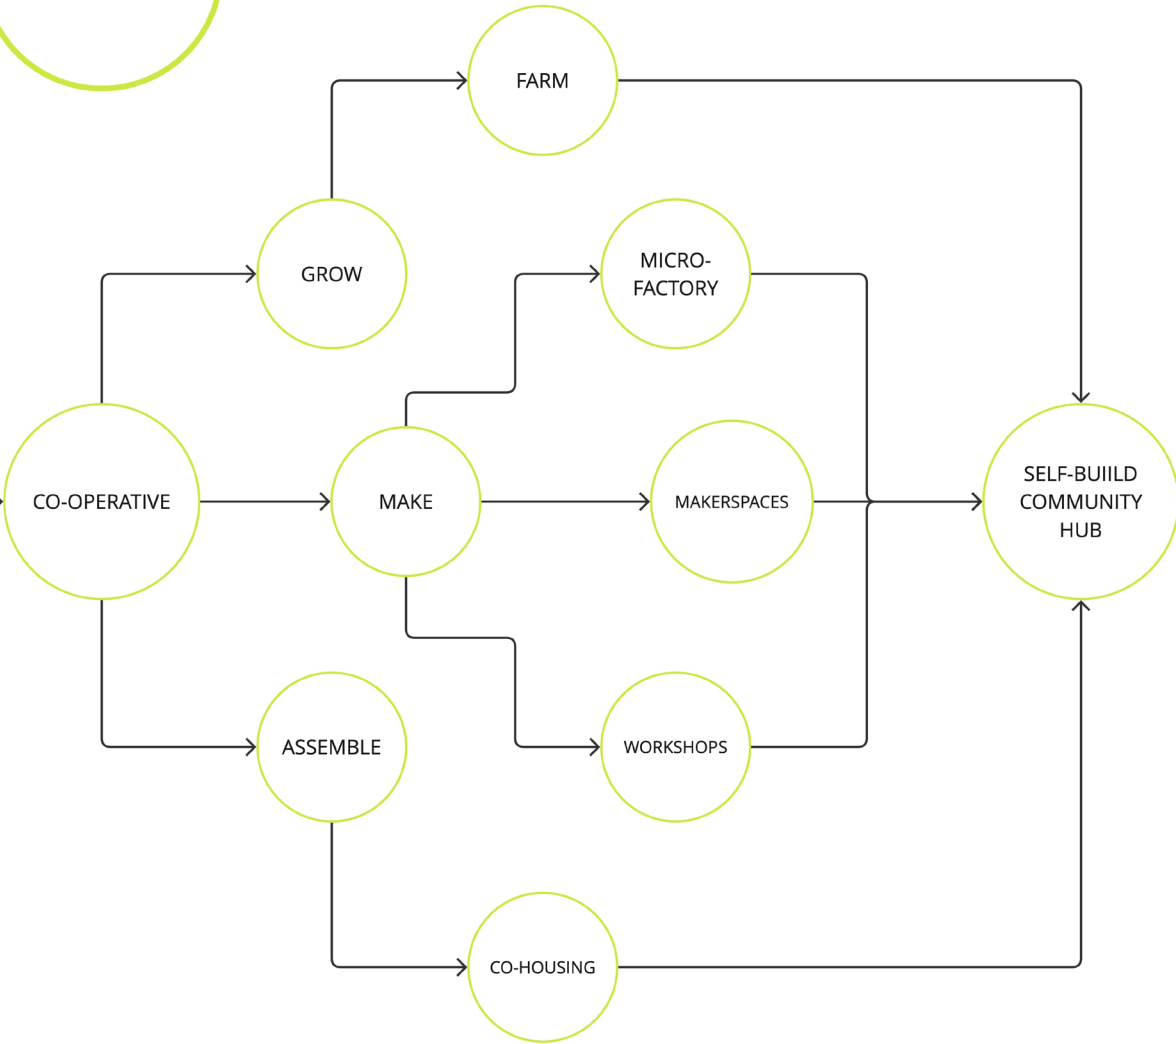 FARM
GROW
MICRO-
FACTORY
CO-OPERATIVE
MAKE
MAKERSPACES
SELF-BUIILD
COMMUNITY
HUB
ASSEMBLE
WORKSHOPS
CO-HOUSING